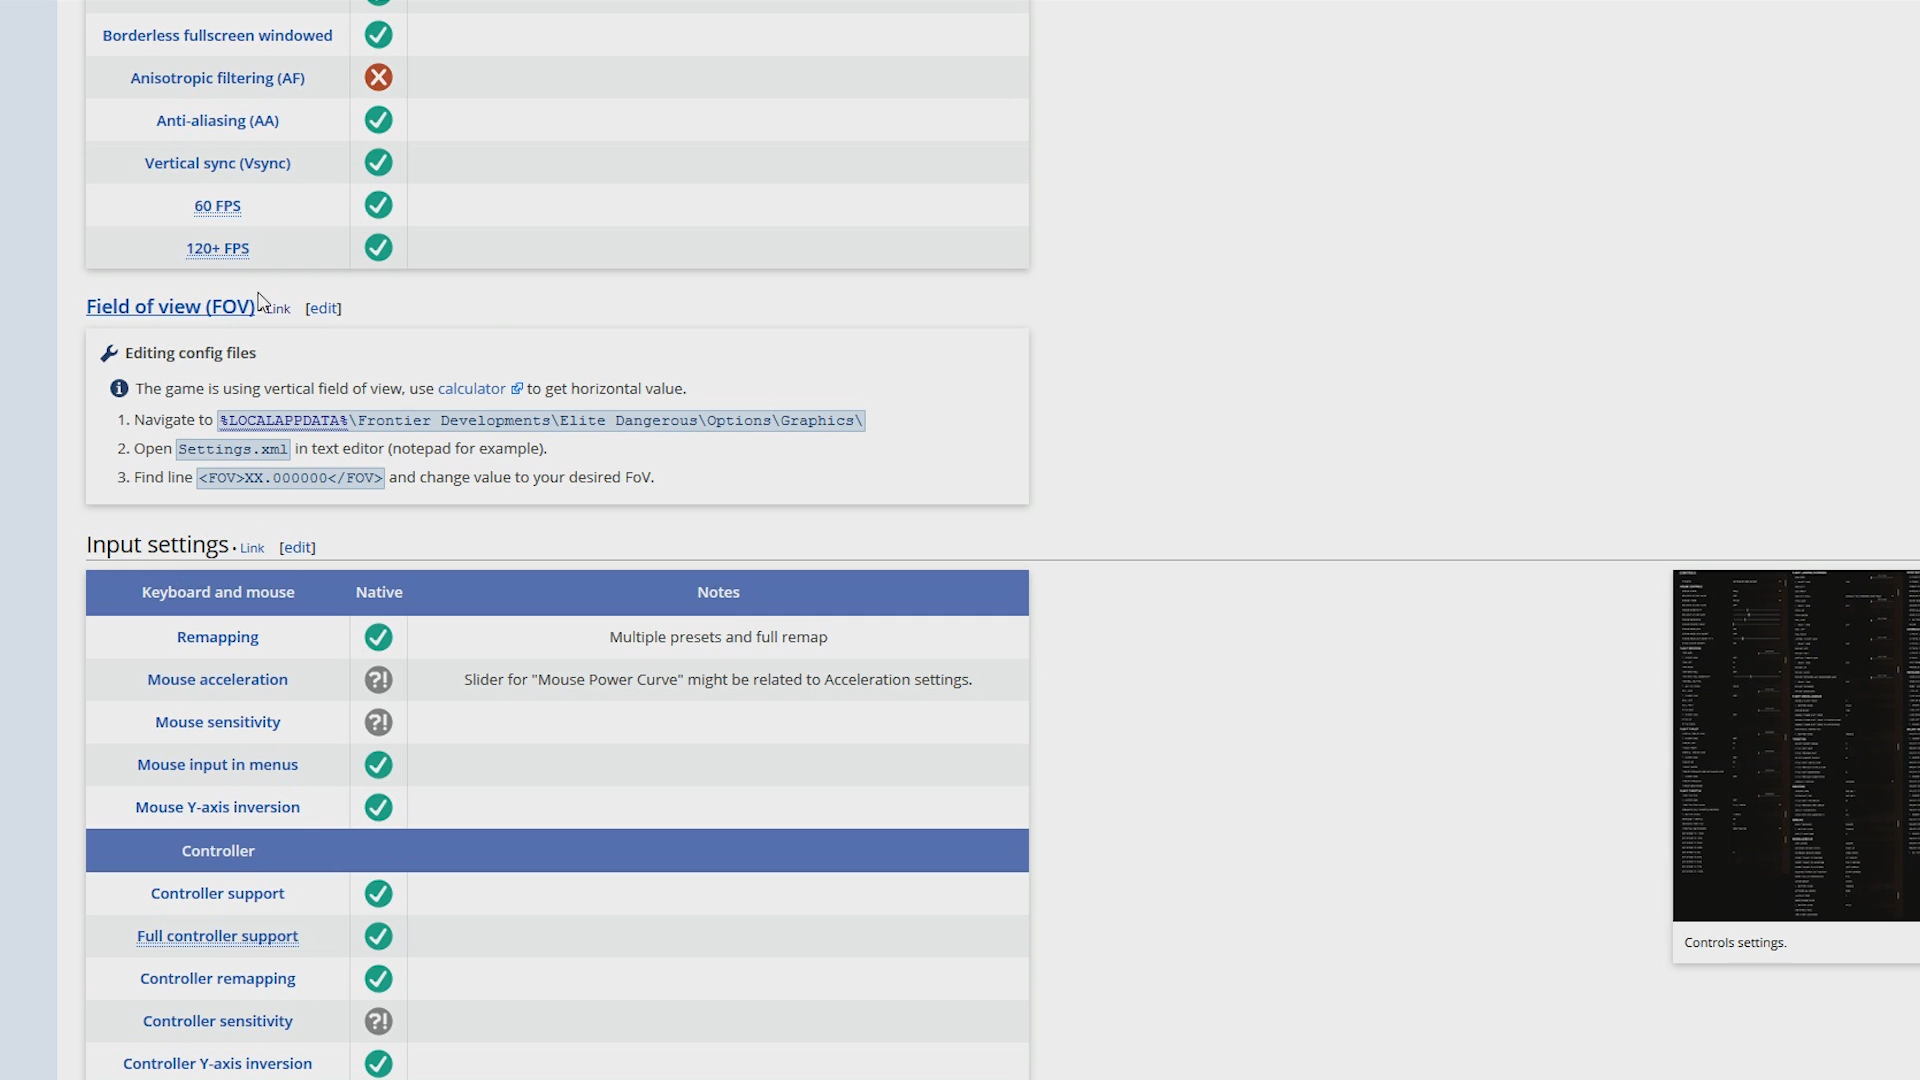 Borderless fullscreen windowed
Anisotropic filtering (AF)
Anti-aliasing (AA)
Vertical sync (Vsync)
60 FPS
120+ FPS
Field of view (FOV) Link [edit]
Editing config files
The game is using vertical field of view, use calculator to get horizontal value.
1. Navigate to %LOCALAPPDATA%\Frontier Developments\Elite Dangerous\Options\Graphics\
2. Open Settings.xml in text editor (notepad for example).
3. Find line <FOV>XX.000000</FOV> and change value to your desired FoV.
Input settings • Link [edit]
Keyboard and mouse Native Notes
Remapping Multiple presets and full remap
Mouse acceleration ?! Slider for "Mouse Power Curve" might be related to Acceleration settings.
Mouse sensitivity ?!
Mouse input in menus
Mouse Y-axis inversion
Controller
Controller support
Full controller support
Controller remapping
Controller sensitivity ?!
Controller Y-axis inversion
Controls settings.